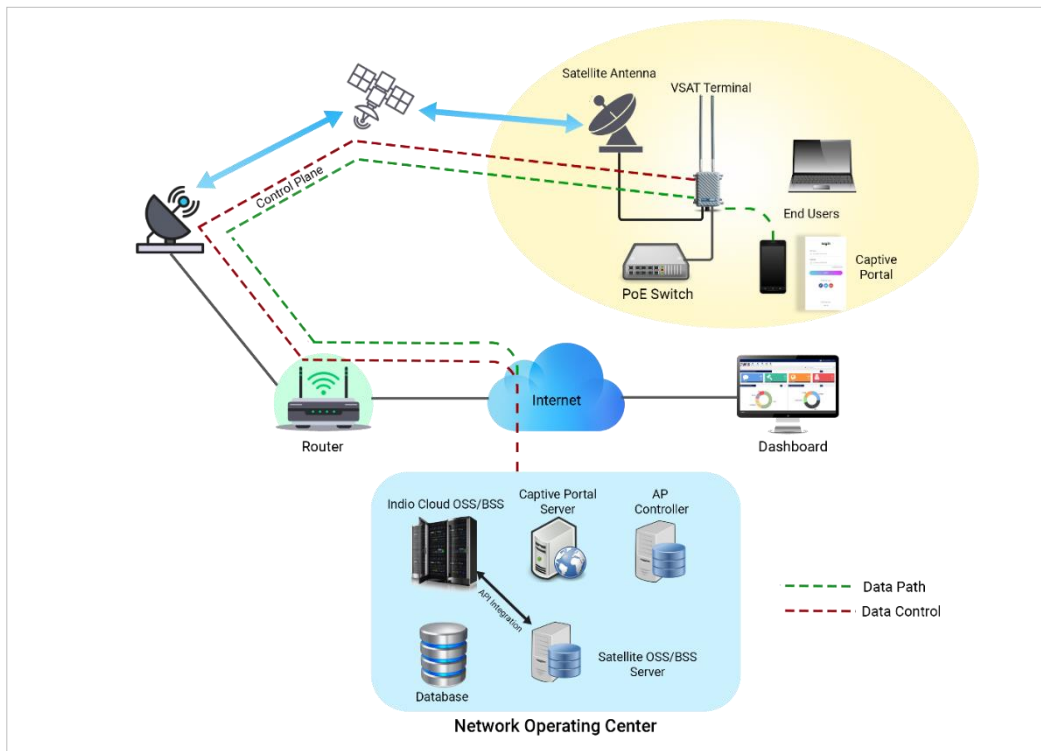 Satellite Antenna
VSAT Terminal
Control Plane
End Users
Captive
Portal
PoE Switch
Internet
Router
Dashboard
Indio Cloud OSS/BSS
Captive Portal
Server
AP
Controller
API Integration
Data Path
Data Control
Satellite OSS/BSS
Server
Database
Network Operating Center